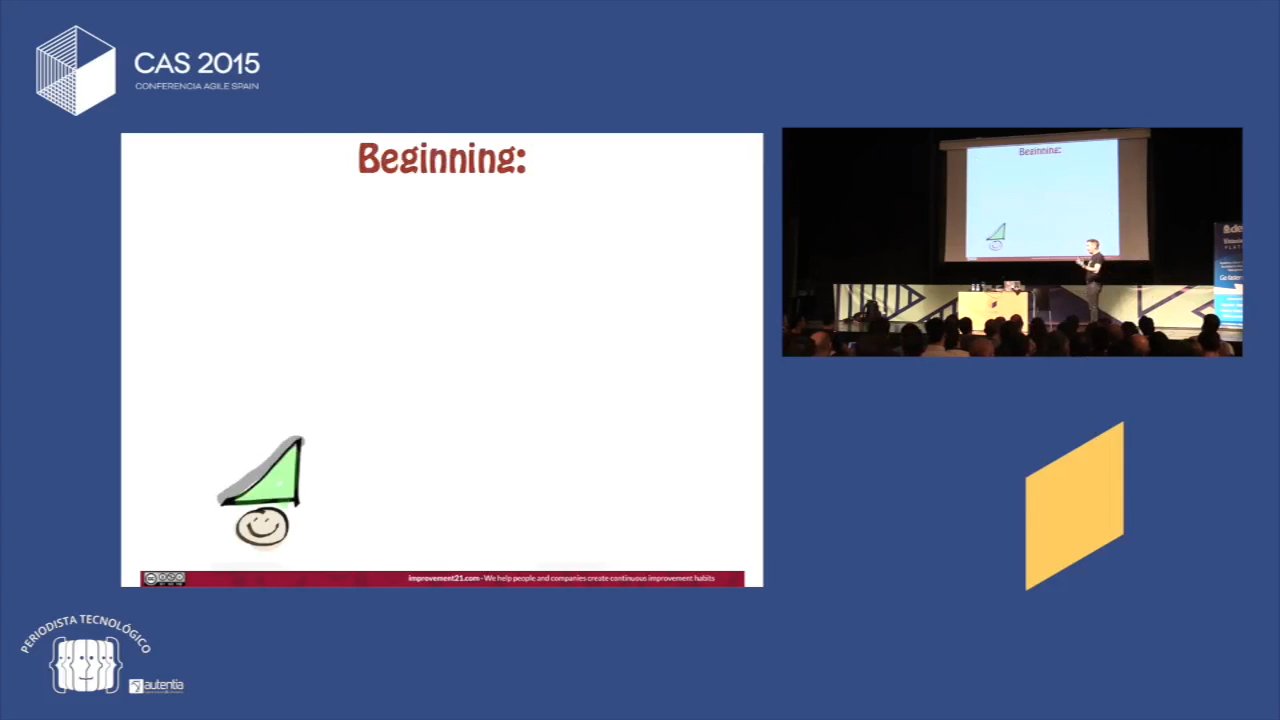 CAS 2015
CONFERENCIA AGILE SPAIN
Beginning:
Beginning:
improvement21.com - We help people and companies create continuous improvement habits
PERIODISTA TECNOLÓGICO
autentia